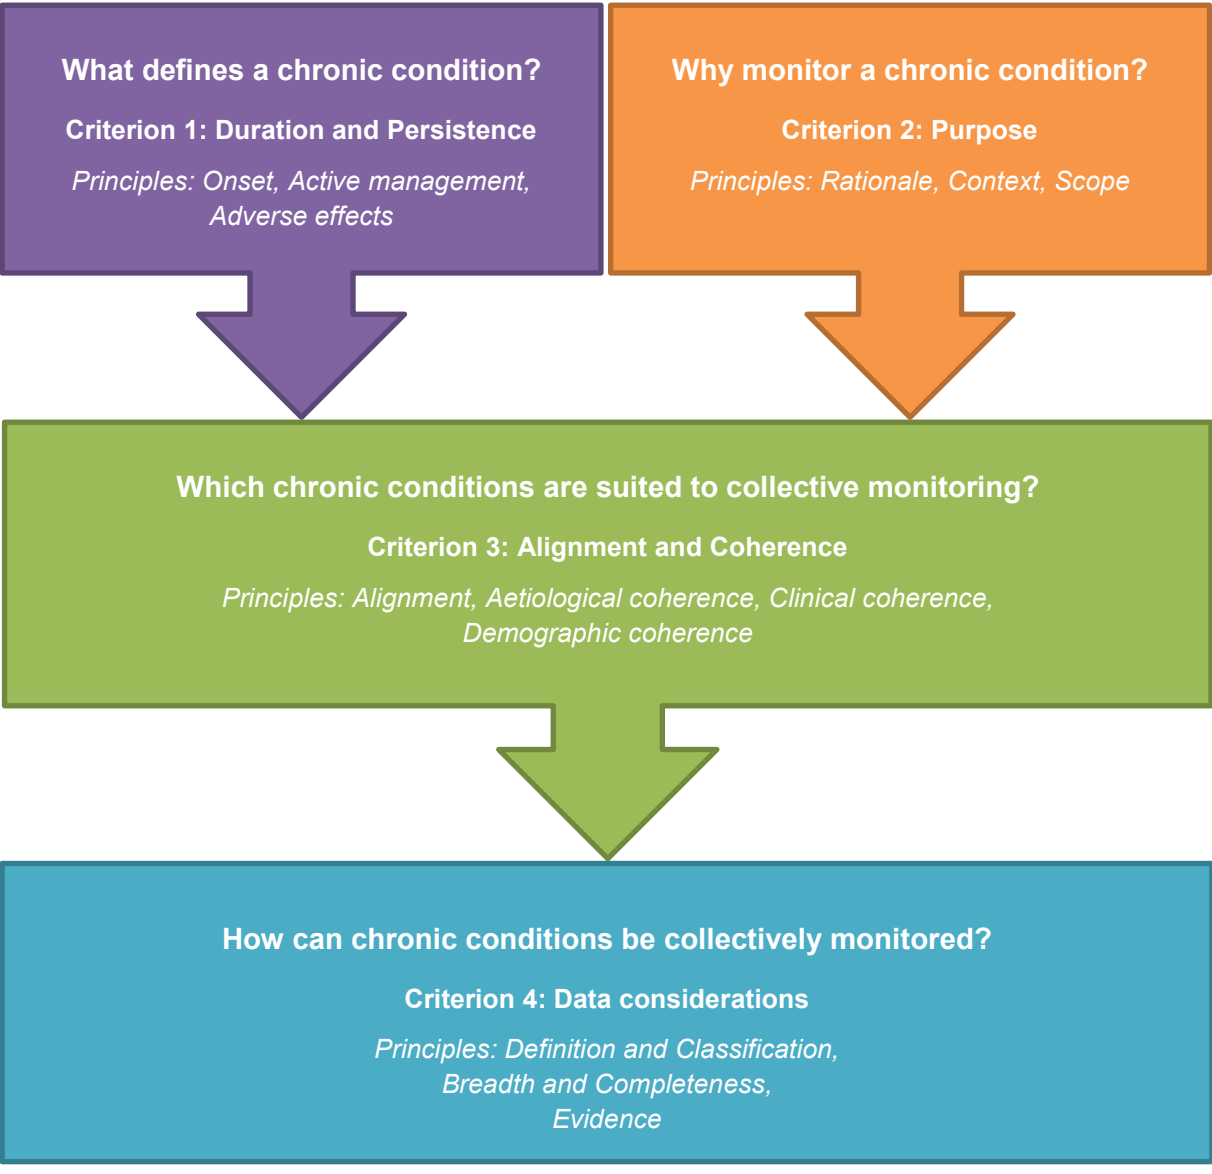 What defines a chronic condition?
Criterion 1: Duration and Persistence
Principles: Onset, Active management,
Adverse effects
Why monitor a chronic condition?
Criterion 2: Purpose
Principles: Rationale, Context, Scope
Which chronic conditions are suited to collective monitoring?
Criterion 3: Alignment and Coherence
Principles: Alignment, Aetiological coherence, Clinical coherence,
Demographic coherence
How can chronic conditions be collectively monitored?
Criterion 4: Data considerations
Principles: Definition and Classification,
Breadth and Completeness,
Evidence